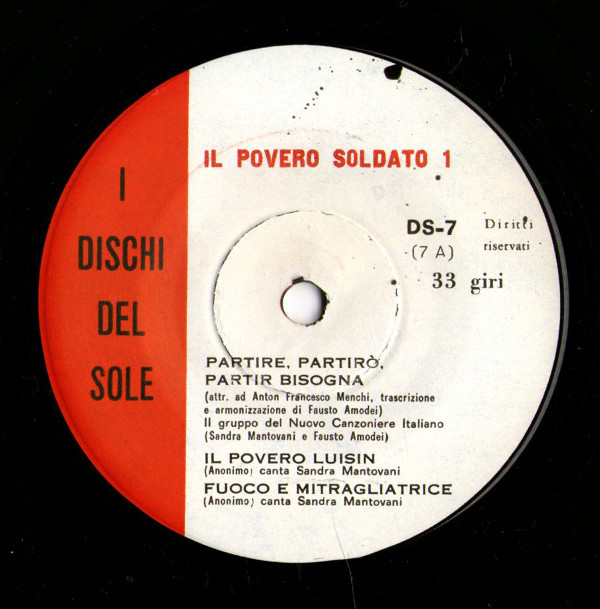 I
DISCHI
DEL
SOLE
IL POVERO SOLDATO 1
DS-7
(7 A)
Diritti
riservati
33 giri
PARTIRE, PARTIRÒ,
PARTIR BISOGNA
(attr. ad Anton Francesco Menchi, trascrizione
e armonizzazione di Fausto Amodei)
Il gruppo del Nuovo Canzoniere Italiano
(Sandra Mantovani e Fausto Amodei)
IL POVERO LUISIN
(Anonimo) canta Sandra Mantovani
FUOCO E MITRAGLIATRICE
(Anonimo) canta Sandra Mantovani